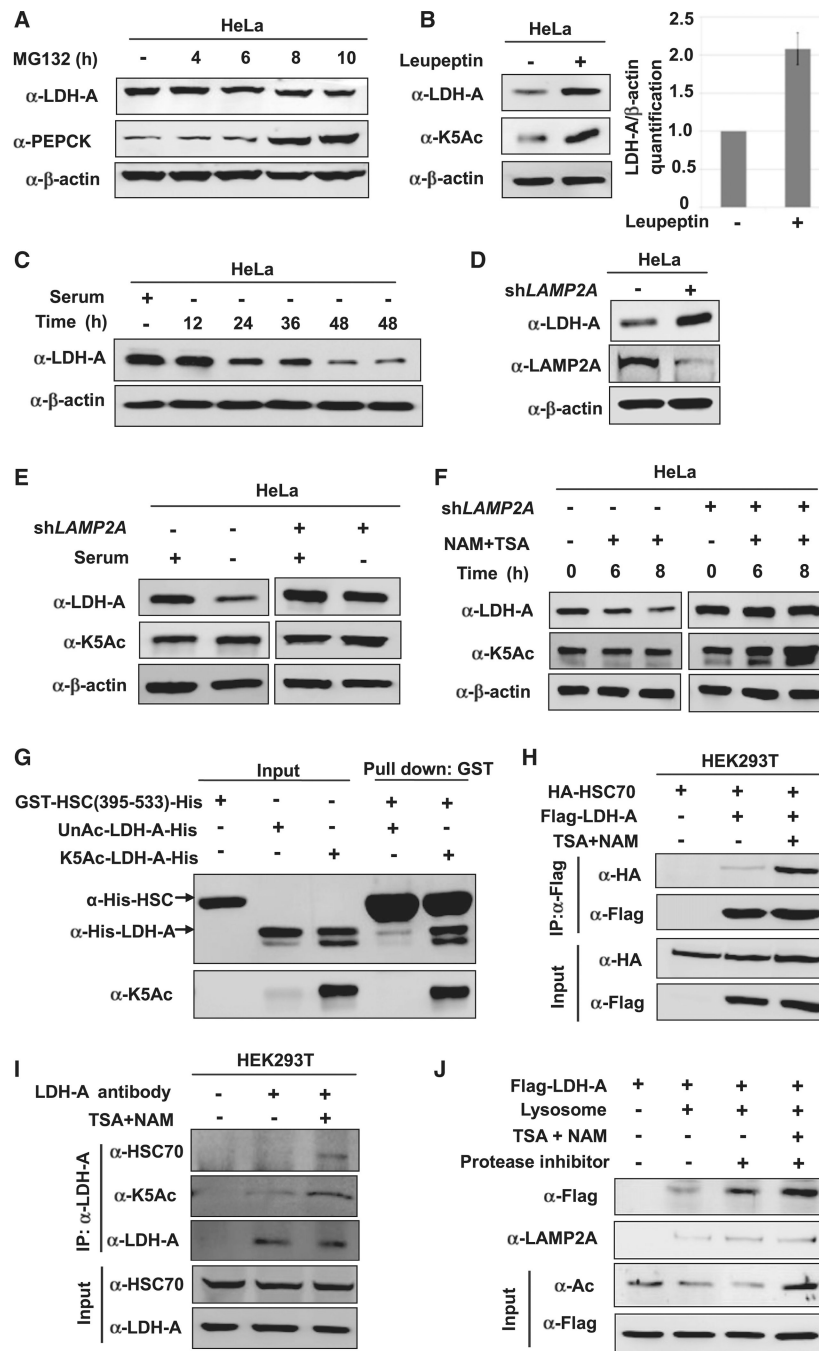 A
HeLa
MG132 (h) - 4 6 8 10
α-LDH-A
α-PEPCK
α-β-actin
B
HeLa
Leupeptin - +
α-LDH-A
α-K5Ac
α-β-actin
LDH-A/β-actin
quantification
2.5
2.0
1.5
1.0
0.5
0
Leupeptin - +
C
HeLa
Serum + - - - - -
Time (h) - 12 24 36 48 48
α-LDH-A
α-β-actin
D
HeLa
shLAMP2A - +
α-LDH-A
α-LAMP2A
α-β-actin
E
HeLa
shLAMP2A - - + +
Serum + - + -
α-LDH-A
α-K5Ac
α-β-actin
F
HeLa
shLAMP2A - - - + + +
NAM+TSA - + + - + +
Time (h) 0 6 8 0 6 8
α-LDH-A
α-K5Ac
α-β-actin
G
Input Pull down: GST
GST-HSC(395-533)-His + - - + +
UnAc-LDH-A-His - + - + -
K5Ac-LDH-A-His - - + - +
α-His-HSC
α-His-LDH-A
α-K5Ac
H
HEK293T
HA-HSC70 + + +
Flag-LDH-A - + +
TSA+NAM - - +
IP:α-Flag
α-HA
α-Flag
Input
α-HA
α-Flag
I
HEK293T
LDH-A antibody - + +
TSA+NAM - - +
IP: α-LDH-A
α-HSC70
α-K5Ac
α-LDH-A
Input
α-HSC70
α-LDH-A
J
Flag-LDH-A + + + +
Lysosome - + + +
TSA + NAM - - - +
Protease inhibitor - - + +
α-Flag
α-LAMP2A
Input
α-Ac
α-Flag